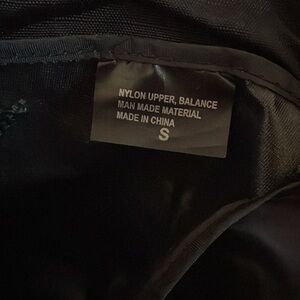 NYLON UPPER, BALANCE
MAN MADE MATERIAL
MADE IN CHINA
S